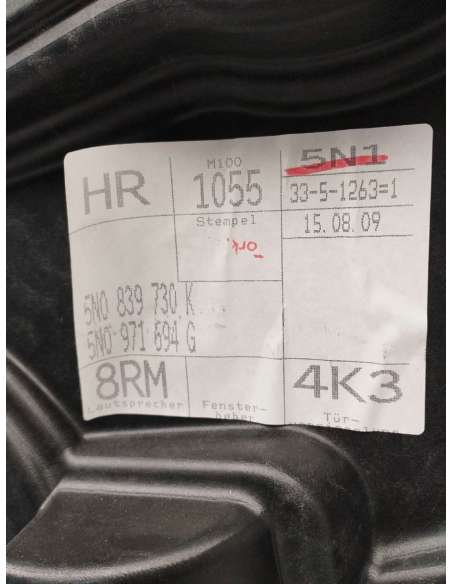 HR
M100
1055
5N1
33-5-1263=1
Stempel
15.08.09
5N0 839 730 K
5N0 971 694 G
8RM
4K3
Lautsprecher
Fenster-
heber
Tür-